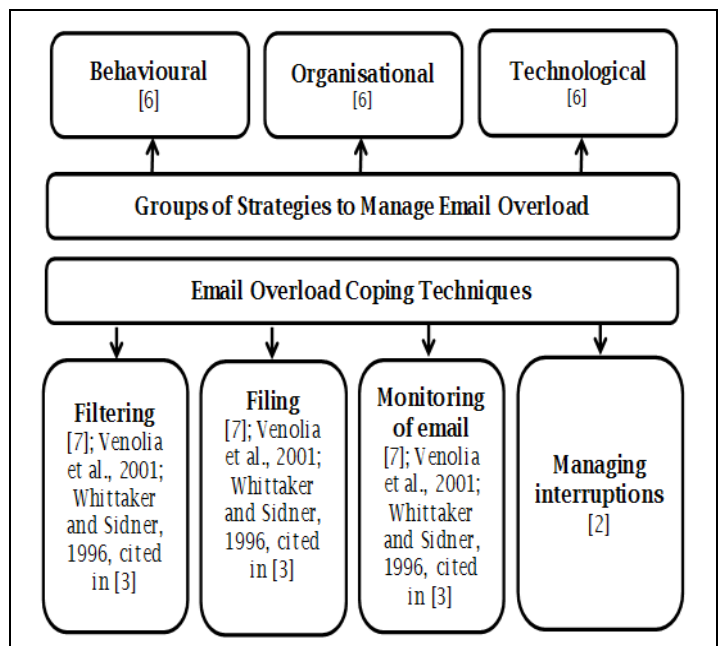 Behavioural
[6]
Organisational
[6]
Technological
[6]
Groups of Strategies to Manage Email Overload
Email Overload Coping Techniques
Filtering
[7]; Venolia
et al., 2001;
Whittaker
and Sidner,
1996, cited
in [3]
Filing
[7]; Venolia
et al., 2001;
Whittaker
and Sidner,
1996, cited
in [3]
Monitoring
of email
[7]; Venolia
et al., 2001;
Whittaker
and Sidner,
1996, cited
in [3]
Managing
interruptions
[2]